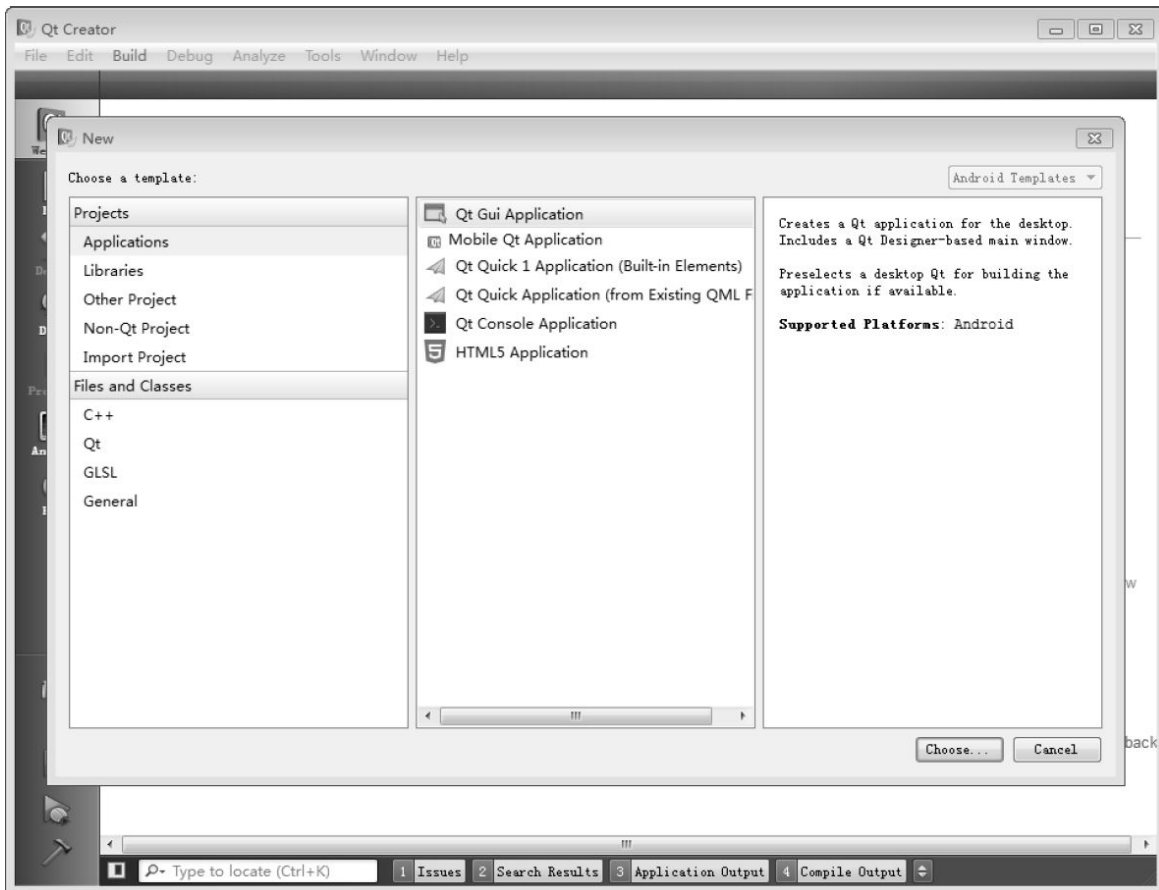 Qt Creator
File Edit Build Debug Analyze Tools Window Help
New
Choose a template:
Android Templates
Projects
Applications
Libraries
Other Project
Non-Qt Project
Import Project
Files and Classes
C++
Qt
GLSL
General
Qt Gui Application
Mobile Qt Application
Qt Quick 1 Application (Built-in Elements)
Qt Quick Application (from Existing QML F
Qt Console Application
HTML5 Application
Creates a Qt application for the desktop.
Includes a Qt Designer-based main window.
Preselects a desktop Qt for building the
application if available.
Supported Platforms: Android
Choose...
Cancel
back
Type to locate (Ctrl+K)
1 Issues 2 Search Results 3 Application Output 4 Compile Output